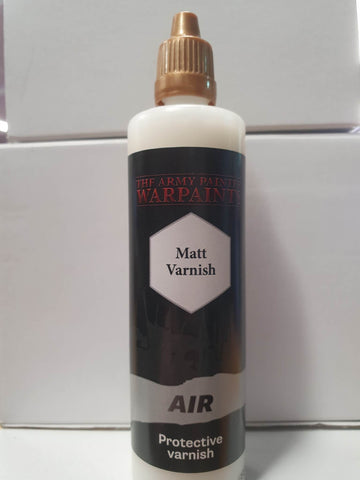 THE ARMY PAINTER
WARPAINTS
Matt
Varnish
AIR
Protective
varnish